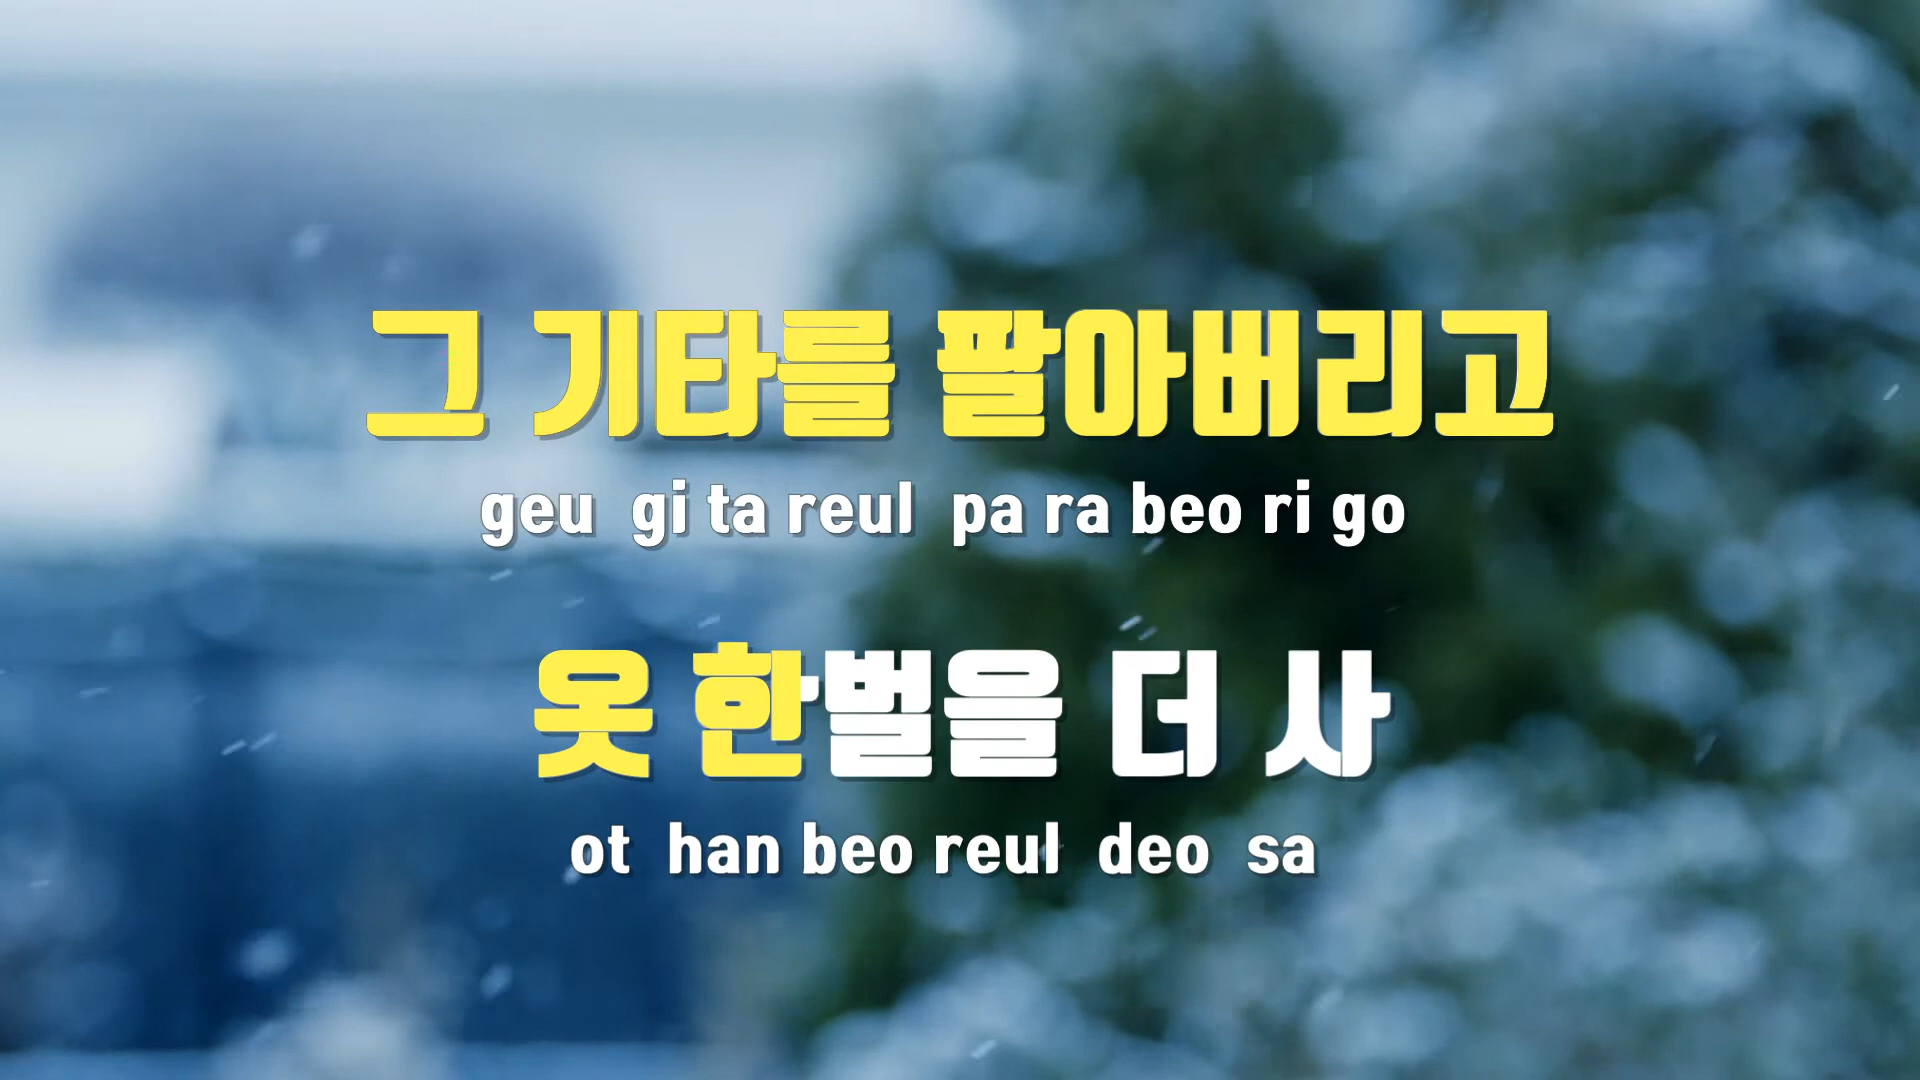 그 기타를 팔아버리고
geu gi ta reul pa ra beo ri go
옷 한벌을 더 사
ot han beo reul deo sa